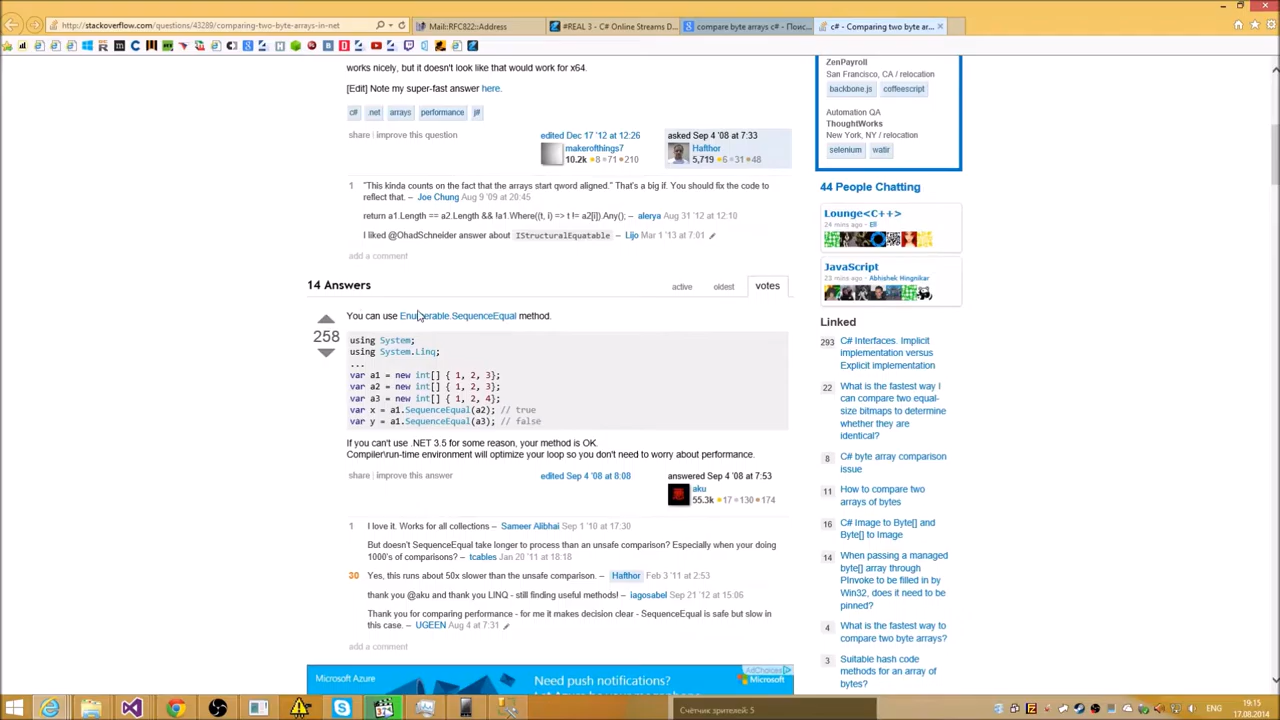 http://stackoverflow.com/questions/43289/comparing-two-byte-arrays-in-net
Mail::RFC822::Address
#REAL 3 - C# Online Streams D...
compare byte arrays c# - Поис...
c# - Comparing two byte ar...
works nicely, but it doesn't look like that would work for x64.
[Edit] Note my super-fast answer here.
c# .net arrays performance j#
share improve this question
edited Dec 17 '12 at 12:26
makerofthings7
10.2k 8 71 210
asked Sep 4 '08 at 7:33
Hafthor
5,719 6 31 48
1 "This kinda counts on the fact that the arrays start qword aligned." That's a big if. You should fix the code to
reflect that. – Joe Chung Aug 9 '09 at 20:45
return a1.Length == a2.Length && !a1.Where((t, i) => t != a2[i]).Any(); – alerya Aug 31 '12 at 12:10
I liked @OhadSchneider answer about IStructuralEquatable – Lijo Mar 1 '13 at 7:01
add a comment
14 Answers
active oldest votes
258
You can use Enumerable.SequenceEqual method.
using System;
using System.Linq;
...
var a1 = new int[] { 1, 2, 3};
var a2 = new int[] { 1, 2, 3};
var a3 = new int[] { 1, 2, 4};
var x = a1.SequenceEqual(a2); // true
var y = a1.SequenceEqual(a3); // false
If you can't use .NET 3.5 for some reason, your method is OK.
Compiler\run-time environment will optimize your loop so you don't need to worry about performance.
share improve this answer
edited Sep 4 '08 at 8:08
answered Sep 4 '08 at 7:53
aku
55.3k 17 130 174
1 I love it. Works for all collections – Sameer Alibhai Sep 1 '10 at 17:30
But doesn't SequenceEqual take longer to process than an unsafe comparison? Especially when your doing
1000's of comparisons? – tcables Jan 20 '11 at 18:18
30 Yes, this runs about 50x slower than the unsafe comparison. – Hafthor Feb 3 '11 at 2:53
thank you @aku and thank you LINQ - still finding useful methods! – iagosabel Sep 21 '12 at 15:06
Thank you for comparing performance - for me it makes decision clear - SequenceEqual is safe but slow in
this case. – UGEEN Aug 4 at 7:31
add a comment
Microsoft Azure
Need push notifications?
AdChoices
Microsoft
ZenPayroll
San Francisco, CA / relocation
backbone.js coffeescript
Automation QA
ThoughtWorks
New York, NY / relocation
selenium watir
44 People Chatting
Lounge<C++>
24 mins ago - Ell
JavaScript
23 mins ago - Abhishek Hingnikar
Linked
293 C# Interfaces. Implicit
implementation versus
Explicit implementation
22 What is the fastest way I
can compare two equal-
size bitmaps to determine
whether they are
identical?
8 C# byte array comparison
issue
11 How to compare two
arrays of bytes
16 C# Image to Byte[] and
Byte[] to Image
14 When passing a managed
byte[] array through
PInvoke to be filled in by
Win32, does it need to be
pinned?
4 What is the fastest way to
compare two byte arrays?
3 Suitable hash code
methods for an array of
bytes?
Счётчик зрителей: 5
ENG
19:15
17.08.2014